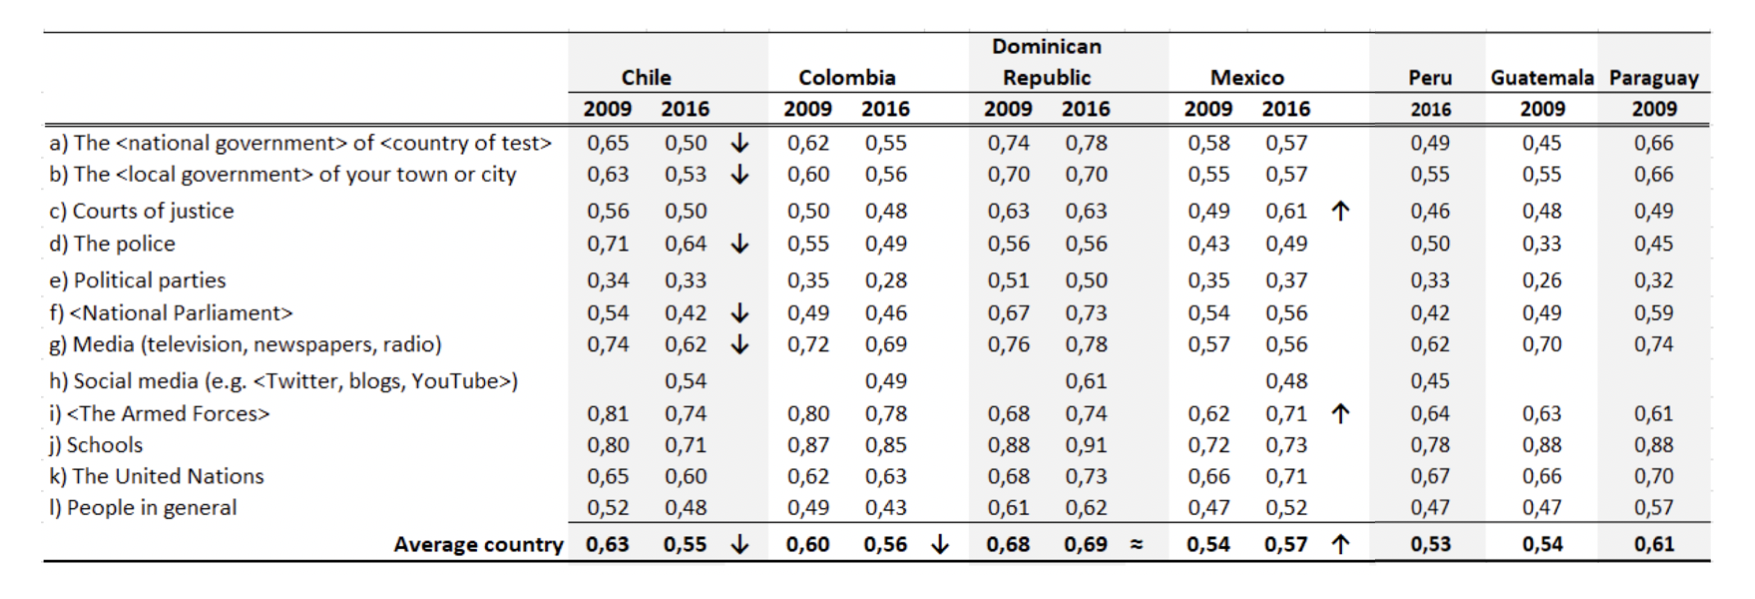 Dominican
Chile Colombia Republic Mexico Peru Guatemala Paraguay
2009 2016 2009 2016 2009 2016 2009 2016 2016 2009 2009
a) The <national government> of <country of test> 0,65 0,50 ↓ 0,62 0,55 0,74 0,78 0,58 0,57 0,49 0,45 0,66
b) The <local government> of your town or city 0,63 0,53 ↓ 0,60 0,56 0,70 0,70 0,55 0,57 0,55 0,55 0,66
c) Courts of justice 0,56 0,50 0,50 0,48 0,63 0,63 0,49 0,61 ↑ 0,46 0,48 0,49
d) The police 0,71 0,64 ↓ 0,55 0,49 0,56 0,56 0,43 0,49 0,50 0,33 0,45
e) Political parties 0,34 0,33 0,35 0,28 0,51 0,50 0,35 0,37 0,33 0,26 0,32
f) <National Parliament> 0,54 0,42 ↓ 0,49 0,46 0,67 0,73 0,54 0,56 0,42 0,49 0,59
g) Media (television, newspapers, radio) 0,74 0,62 ↓ 0,72 0,69 0,76 0,78 0,57 0,56 0,62 0,70 0,74
h) Social media (e.g. <Twitter, blogs, YouTube>) 0,54 0,49 0,61 0,48 0,45
i) <The Armed Forces> 0,81 0,74 0,80 0,78 0,68 0,74 0,62 0,71 ↑ 0,64 0,63 0,61
j) Schools 0,80 0,71 0,87 0,85 0,88 0,91 0,72 0,73 0,78 0,88 0,88
k) The United Nations 0,65 0,60 0,62 0,63 0,68 0,73 0,66 0,71 0,67 0,66 0,70
l) People in general 0,52 0,48 0,49 0,43 0,61 0,62 0,47 0,52 0,47 0,47 0,57
Average country 0,63 0,55 ↓ 0,60 0,56 ↓ 0,68 0,69 ≈ 0,54 0,57 ↑ 0,53 0,54 0,61